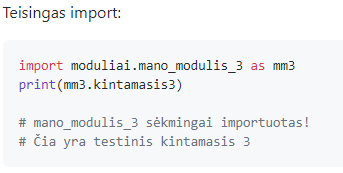 Teisingas import:
import moduliai.mano_modulis_3 as mm3
print(mm3.kintamasis3)
# mano_modulis_3 sėkmingai importuotas!
# Čia yra testinis kintamasis 3